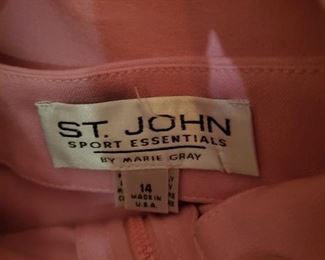 ST. JOHN
SPORT ESSENTIALS
BY MARIE GRAY
14
MADE IN
U.S.A.